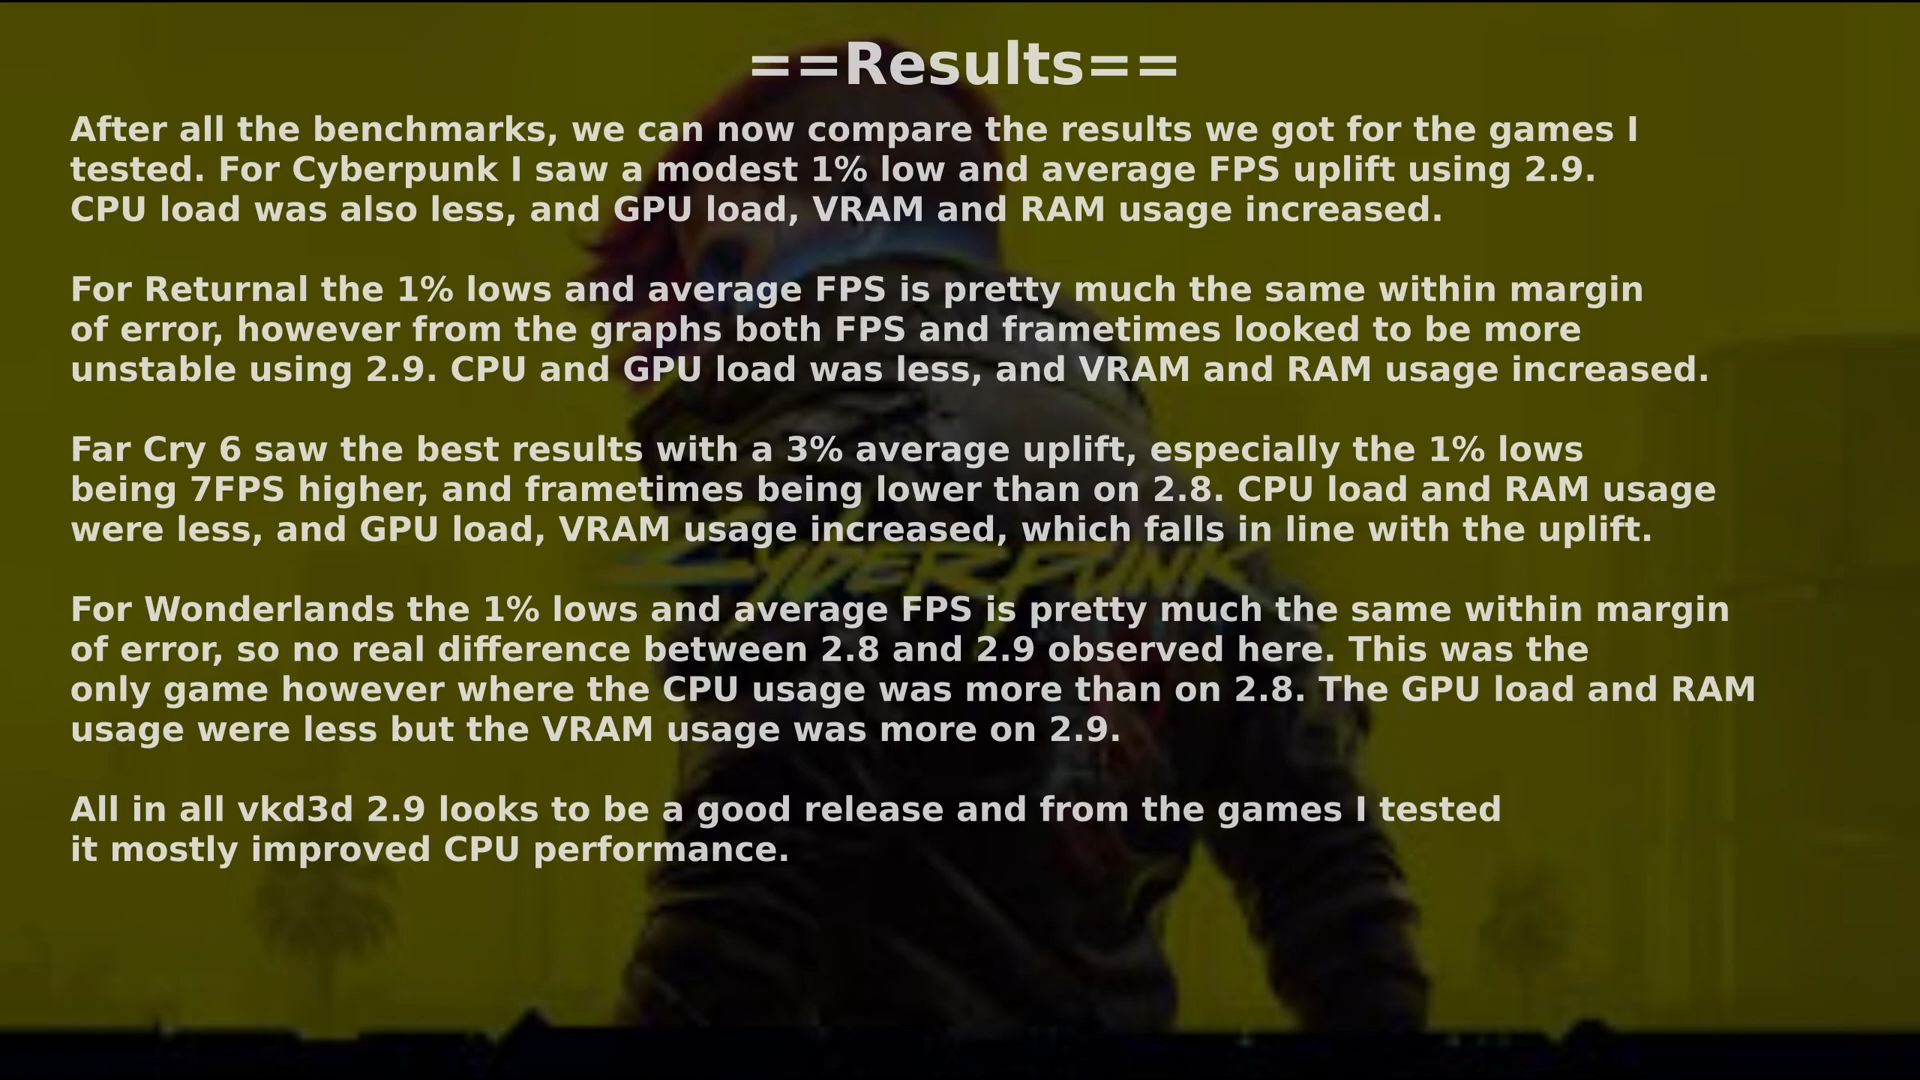 ==Results==
After all the benchmarks, we can now compare the results we got for the games I
tested. For Cyberpunk I saw a modest 1% low and average FPS uplift using 2.9.
CPU load was also less, and GPU load, VRAM and RAM usage increased.
For Returnal the 1% lows and average FPS is pretty much the same within margin
of error, however from the graphs both FPS and frametimes looked to be more
unstable using 2.9. CPU and GPU load was less, and VRAM and RAM usage increased.
Far Cry 6 saw the best results with a 3% average uplift, especially the 1% lows
being 7FPS higher, and frametimes being lower than on 2.8. CPU load and RAM usage
were less, and GPU load, VRAM usage increased, which falls in line with the uplift.
CYBERPUNK
For Wonderlands the 1% lows and average FPS is pretty much the same within margin
of error, so no real difference between 2.8 and 2.9 observed here. This was the
only game however where the CPU usage was more than on 2.8. The GPU load and RAM
usage were less but the VRAM usage was more on 2.9.
All in all vkd3d 2.9 looks to be a good release and from the games I tested
it mostly improved CPU performance.